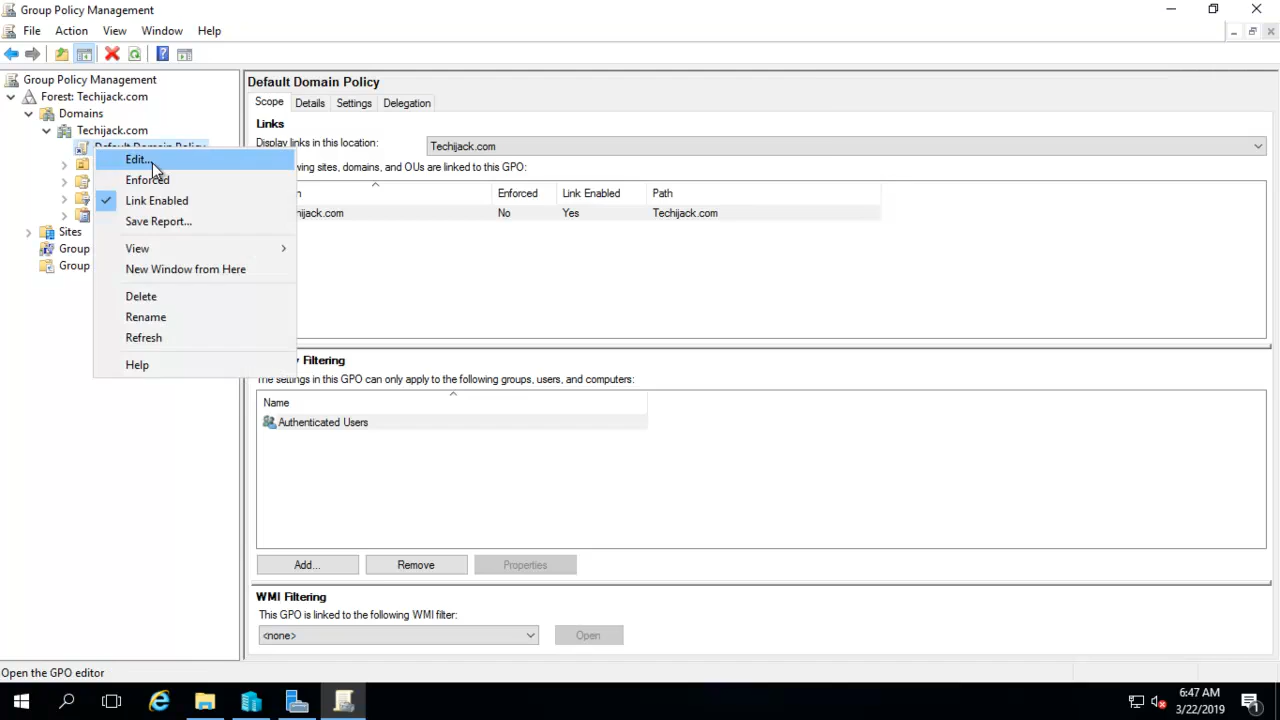 Group Policy Management
File Action View Window Help
Group Policy Management
Forest: Techijack.com
Domains
Techijack.com
Default Domain Policy
Sites
Group
Group
Edit...
Enforced
Link Enabled
Save Report...
View
New Window from Here
Delete
Rename
Refresh
Help
Default Domain Policy
Scope Details Settings Delegation
Links
Display links in this location: Techijack.com
wing sites, domains, and OUs are linked to this GPO:
Enforced Link Enabled Path
hijack.com No Yes Techijack.com
Filtering
The settings in this GPO can only apply to the following groups, users, and computers:
Name
Authenticated Users
Add... Remove Properties
WMI Filtering
This GPO is linked to the following WMI filter:
<none> Open
Open the GPO editor
6:47 AM
3/22/2019
1